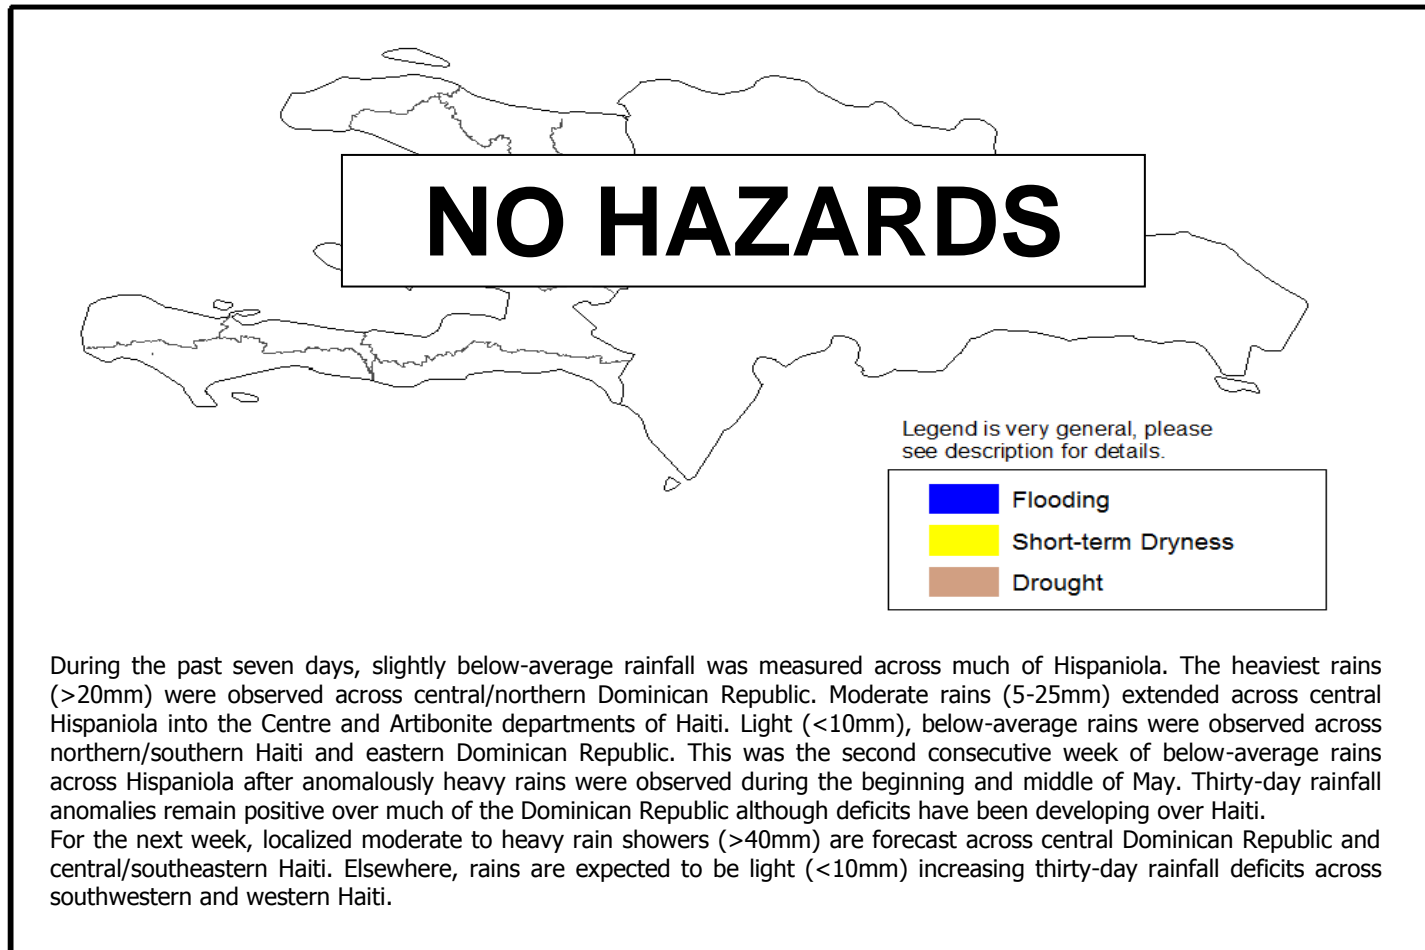 NO HAZARDS
Legend is very general, please
see description for details.
Flooding
Short-term Dryness
Drought
During the past seven days, slightly below-average rainfall was measured across much of Hispaniola. The heaviest rains
(>20mm) were observed across central/northern Dominican Republic. Moderate rains (5-25mm) extended across central
Hispaniola into the Centre and Artibonite departments of Haiti. Light (<10mm), below-average rains were observed across
northern/southern Haiti and eastern Dominican Republic. This was the second consecutive week of below-average rains
across Hispaniola after anomalously heavy rains were observed during the beginning and middle of May. Thirty-day rainfall
anomalies remain positive over much of the Dominican Republic although deficits have been developing over Haiti.
For the next week, localized moderate to heavy rain showers (>40mm) are forecast across central Dominican Republic and
central/southeastern Haiti. Elsewhere, rains are expected to be light (<10mm) increasing thirty-day rainfall deficits across
southwestern and western Haiti.